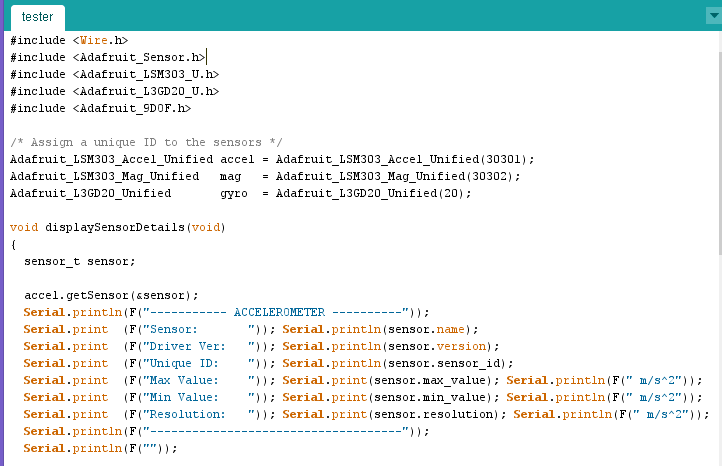 tester
#include <Wire.h>
#include <Adafruit_Sensor.h>
#include <Adafruit_LSM303_U.h>
#include <Adafruit_L3GD20_U.h>
#include <Adafruit_9DOF.h>

/* Assign a unique ID to the sensors */
Adafruit_LSM303_Accel_Unified accel = Adafruit_LSM303_Accel_Unified(30301);
Adafruit_LSM303_Mag_Unified   mag   = Adafruit_LSM303_Mag_Unified(30302);
Adafruit_L3GD20_Unified       gyro  = Adafruit_L3GD20_Unified(20);

void displaySensorDetails(void)
{
  sensor_t sensor;

  accel.getSensor(&sensor);
  Serial.println(F("----------- ACCELEROMETER ----------"));
  Serial.print  (F("Sensor:       ")); Serial.println(sensor.name);
  Serial.print  (F("Driver Ver:   ")); Serial.println(sensor.version);
  Serial.print  (F("Unique ID:    ")); Serial.println(sensor.sensor_id);
  Serial.print  (F("Max Value:    ")); Serial.print(sensor.max_value); Serial.println(F(" m/s^2"));
  Serial.print  (F("Min Value:    ")); Serial.print(sensor.min_value); Serial.println(F(" m/s^2"));
  Serial.print  (F("Resolution:   ")); Serial.print(sensor.resolution); Serial.println(F(" m/s^2"));
  Serial.println(F("------------------------------------"));
  Serial.println(F(""));